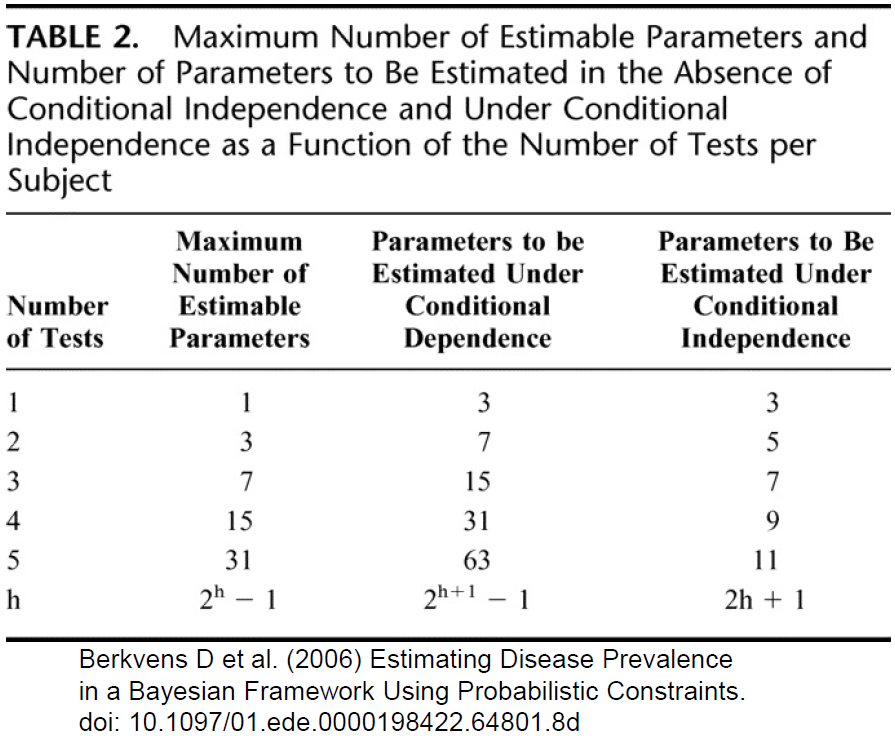 TABLE 2. Maximum Number of Estimable Parameters and
Number of Parameters to Be Estimated in the Absence of
Conditional Independence and Under Conditional
Independence as a Function of the Number of Tests per
Subject
Number of Tests | Maximum Number of Estimable Parameters | Parameters to be Estimated Under Conditional Dependence | Parameters to Be Estimated Under Conditional Independence
1 1 3 3
2 3 7 5
3 7 15 7
4 15 31 9
5 31 63 11
h 2^h − 1 2^{h+1} − 1 2h + 1
Berkvens D et al. (2006) Estimating Disease Prevalence
in a Bayesian Framework Using Probabilistic Constraints.
doi: 10.1097/01.ede.0000198422.64801.8d